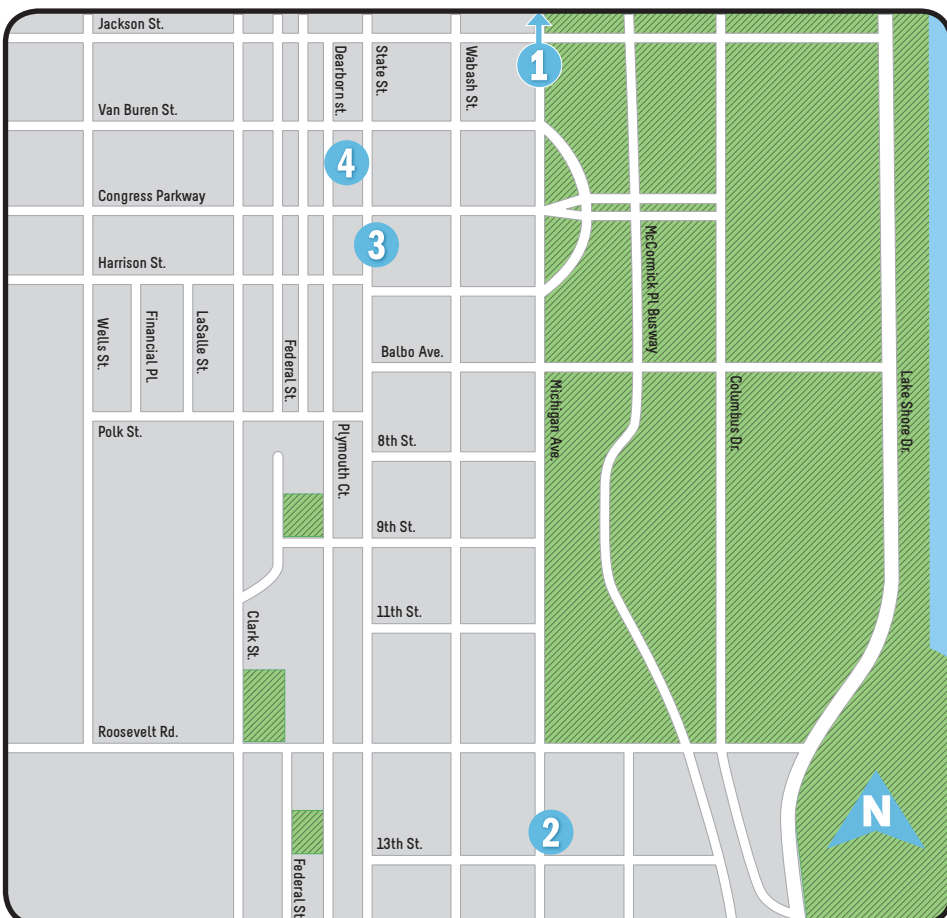 Jackson St.
1
Dearborn st.
State St.
Wabash St.
Van Buren St.
4
Congress Parkway
3
McCormick Pl Busway
Harrison St.
Wells St.
Financial Pl.
LaSalle St.
Federal St.
Balbo Ave.
Michigan Ave.
Columbus Dr.
Lake Shore Dr.
Polk St.
Plymouth Ct.
8th St.
9th St.
11th St.
Clark St.
Roosevelt Rd.
N
2
13th St.
Federal St